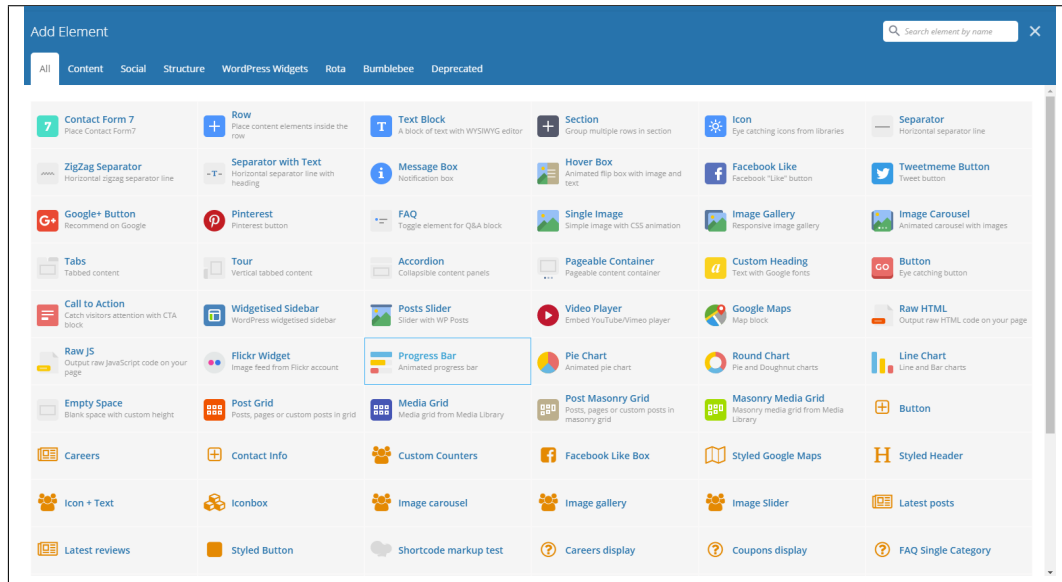 Add Element
Search element by name
All Content Social Structure WordPress Widgets Rota Bumblebee Deprecated
7 Contact Form 7
Place Contact Form7
Row
Place content elements inside the
row
T Text Block
A block of text with WYSIWYG editor
Section
Group multiple rows in section
Icon
Eye catching icons from libraries
Separator
Horizontal separator line
ZigZag Separator
Horizontal zigzag separator line
-T- Separator with Text
Horizontal separator line with
heading
i Message Box
Notification box
Hover Box
Animated flip box with image and
text
f Facebook Like
Facebook "Like" button
Tweetmeme Button
Tweet button
G+ Google+ Button
Recommend on Google
Pinterest
Pinterest button
FAQ
Toggle element for Q&A block
Single Image
Simple image with CSS animation
Image Gallery
Responsive image gallery
Image Carousel
Animated carousel with images
Tabs
Tabbed content
Tour
Vertical tabbed content
Accordion
Collapsible content panels
Pageable Container
Pageable content container
a Custom Heading
Text with Google fonts
GO Button
Eye catching button
Call to Action
Catch visitors attention with CTA
block
Widgetised Sidebar
WordPress widgetised sidebar
Posts Slider
Slider with WP Posts
Video Player
Embed YouTube/Vimeo player
Google Maps
Map block
Raw HTML
Output raw HTML code on your page
Raw JS
Output raw JavaScript code on your
page
Flickr Widget
Image feed from Flickr account
Progress Bar
Animated progress bar
Pie Chart
Animated pie chart
Round Chart
Pie and Doughnut charts
Line Chart
Line and Bar charts
Empty Space
Blank space with custom height
Post Grid
Posts, pages or custom posts in grid
Media Grid
Media grid from Media Library
Post Masonry Grid
Posts, pages or custom posts in
masonry grid
Masonry Media Grid
Masonry media grid from Media
Library
Button
Careers
Contact Info
Custom Counters
f Facebook Like Box
Styled Google Maps
H Styled Header
Icon + Text
Iconbox
Image carousel
Image gallery
Image Slider
Latest posts
Latest reviews
Styled Button
Shortcode markup test
? Careers display
? Coupons display
? FAQ Single Category